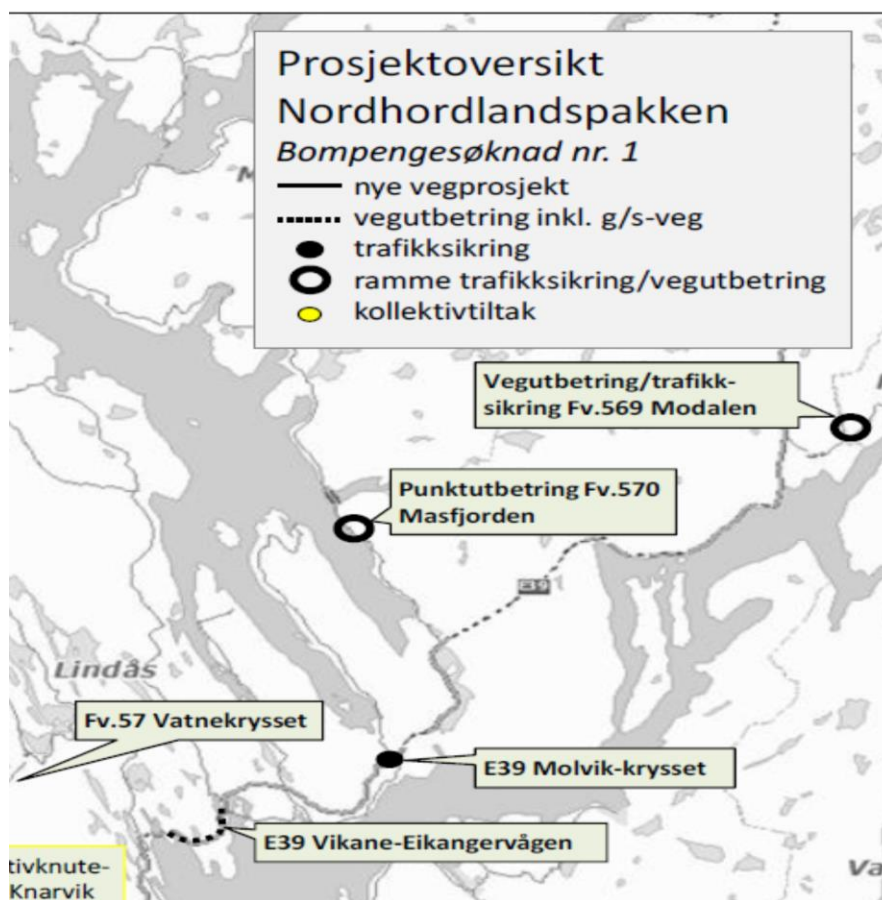 Prosjektoversikt
Nordhordlandspakken
Bompengesøknad nr. 1
nye vegprosjekt
vegutbetring inkl. g/s-veg
trafikksikring
ramme trafikksikring/vegutbetring
kollektivtiltak
Vegutbetring/trafikk-
sikring Fv.569 Modalen
Punktutbetring Fv.570
Masfjorden
E39
Lindås
Fv.57 Vatnekrysset
E39 Molvik-krysset
E39 Vikane-Eikangervågen
tivknute-
Knarvik
Va